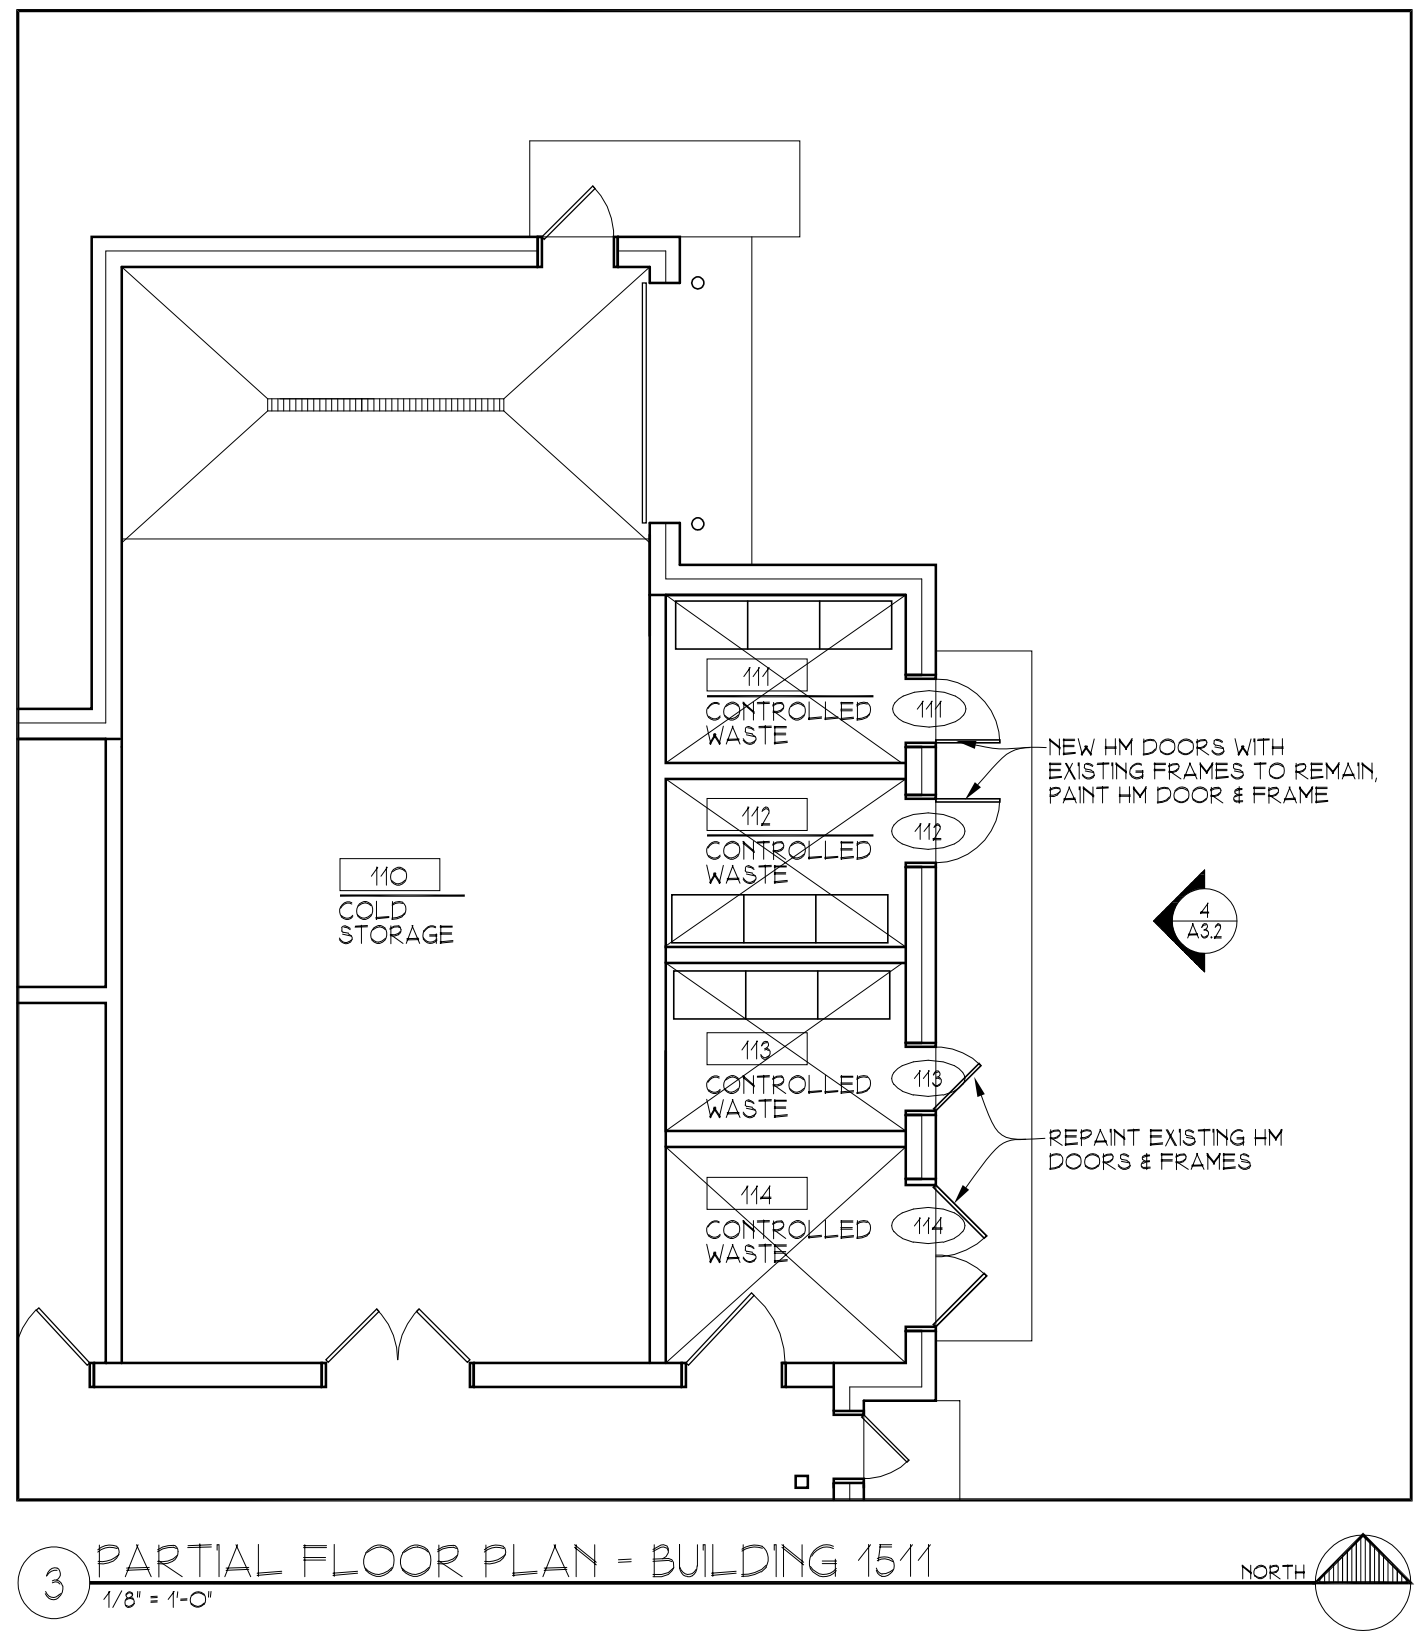 111
CONTROLLED
WASTE
111
NEW HM DOORS WITH
EXISTING FRAMES TO REMAIN,
PAINT HM DOOR & FRAME
112
CONTROLLED
WASTE
112
110
COLD
STORAGE
4
A3.2
113
CONTROLLED
WASTE
113
REPAINT EXISTING HM
DOORS & FRAMES
114
CONTROLLED
WASTE
114
3
PARTIAL FLOOR PLAN - BUILDING 1511
1/8" = 1'-0"
NORTH